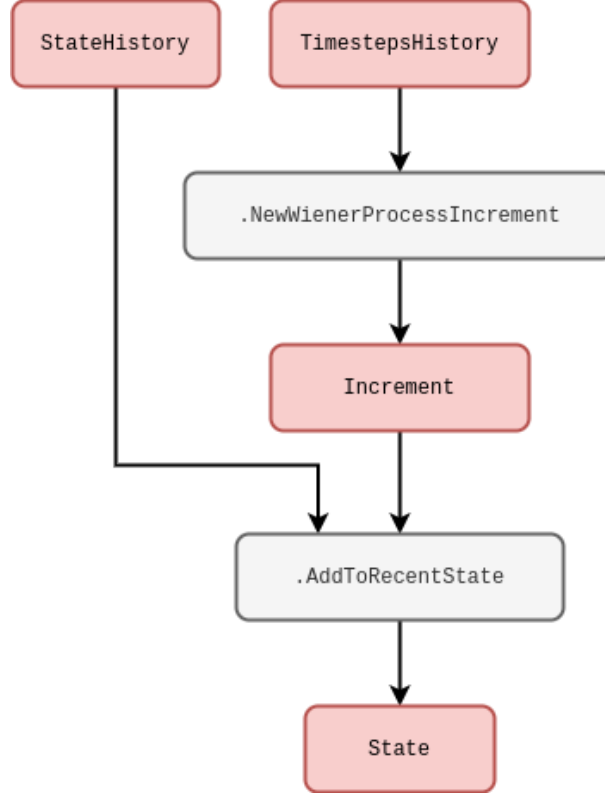 StateHistory
TimestepsHistory
.NewWienerProcessIncrement
Increment
.AddToRecentState
State